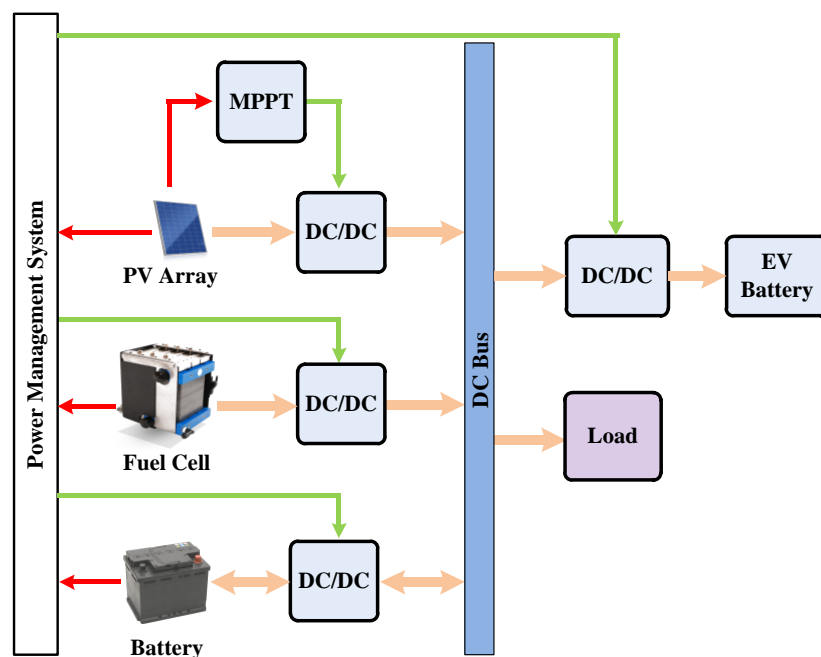 Power Management System
MPPT
DC/DC
PV Array
DC/DC
EV
Battery
DC Bus
DC/DC
Fuel Cell
Load
DC/DC
Battery